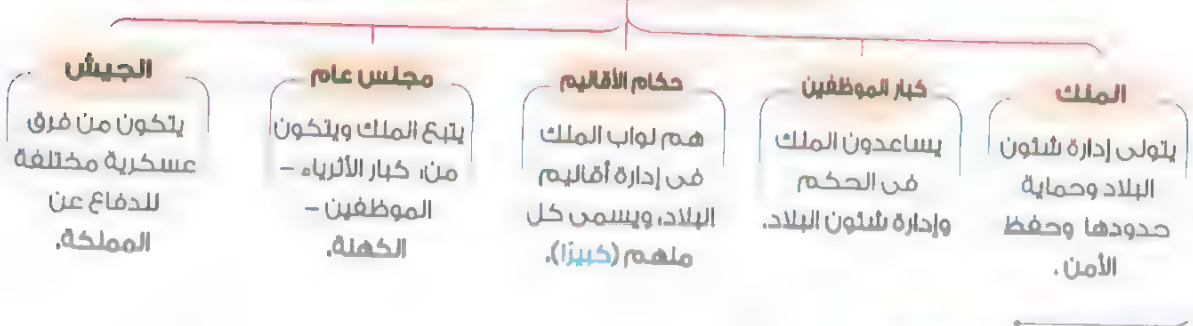 الملك
يتولى إدارة شئون
البلاد وحماية
حدودها وحفظ
الأمن.
كبار الموظفين
يساعدون الملك
فى الحكم
وإدارة شئون البلاد.
حكام الأقاليم
هم نواب الملك
فى إدارة أقاليم
البلاد، ويسمى كل
منهم (كبيرًا).
مجلس عام
يتبع الملك ويتكون
من: كبار الأثرياء –
الموظفين –
الكهنة.
الجيش
يتكون من فرق
عسكرية مختلفة
للدفاع عن
المملكة.